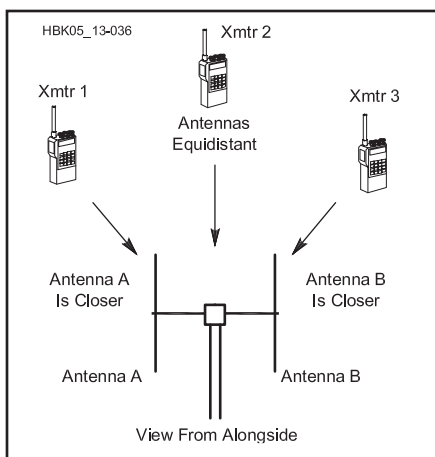 HBK05_13-036
Xmtr 2
Xmtr 1
Xmtr 3
Antennas
Equidistant
Antenna A
Is Closer
Antenna B
Is Closer
Antenna A
Antenna B
View From Alongside